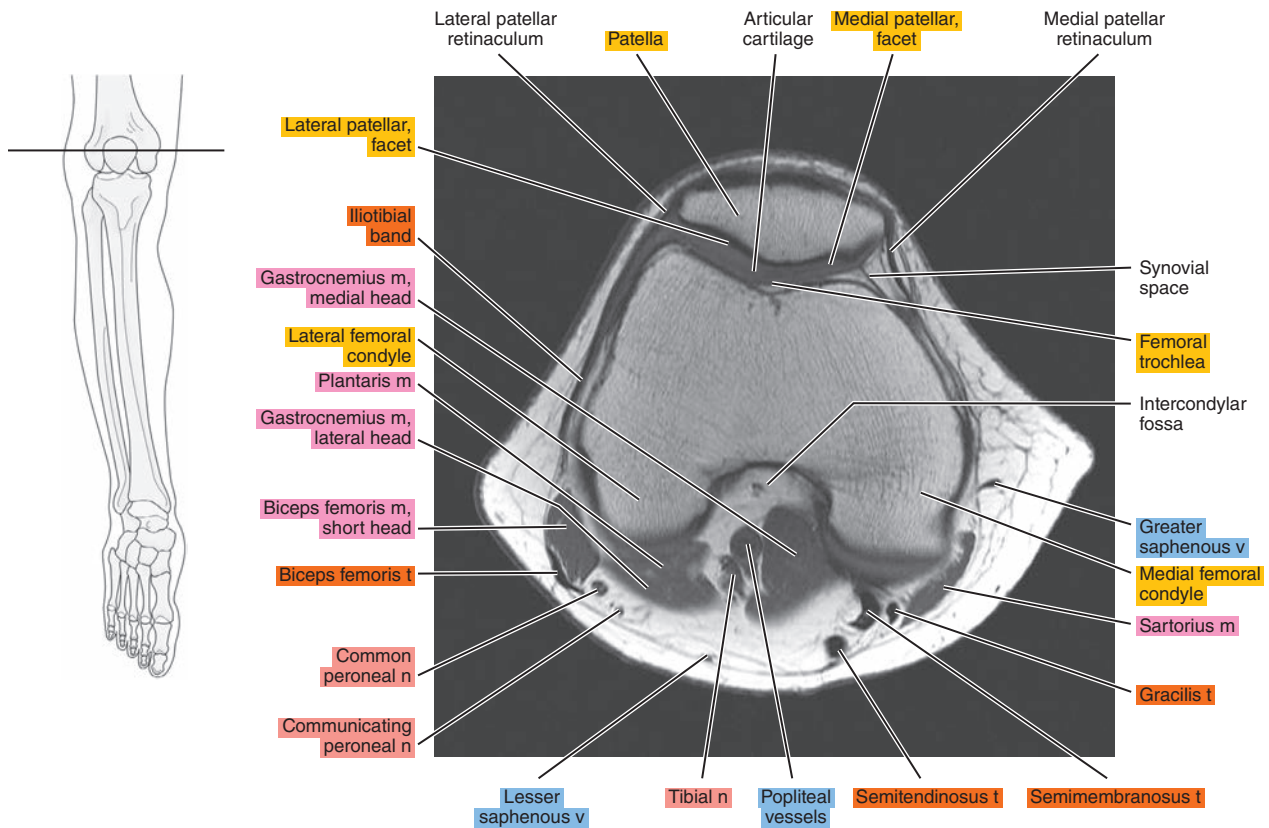 Lateral patellar
retinaculum
Patella
Articular
cartilage
Medial patellar,
facet
Medial patellar
retinaculum
Lateral patellar,
facet
Iliotibial
band
Gastrocnemius m,
medial head
Lateral femoral
condyle
Plantaris m
Gastrocnemius m,
lateral head
Biceps femoris m,
short head
Biceps femoris t
Common
peroneal n
Communicating
peroneal n
Synovial
space
Femoral
trochlea
Intercondylar
fossa
Greater
saphenous v
Medial femoral
condyle
Sartorius m
Gracilis t
Lesser
saphenous v
Tibial n
Popliteal
vessels
Semitendinosus t
Semimembranosus t